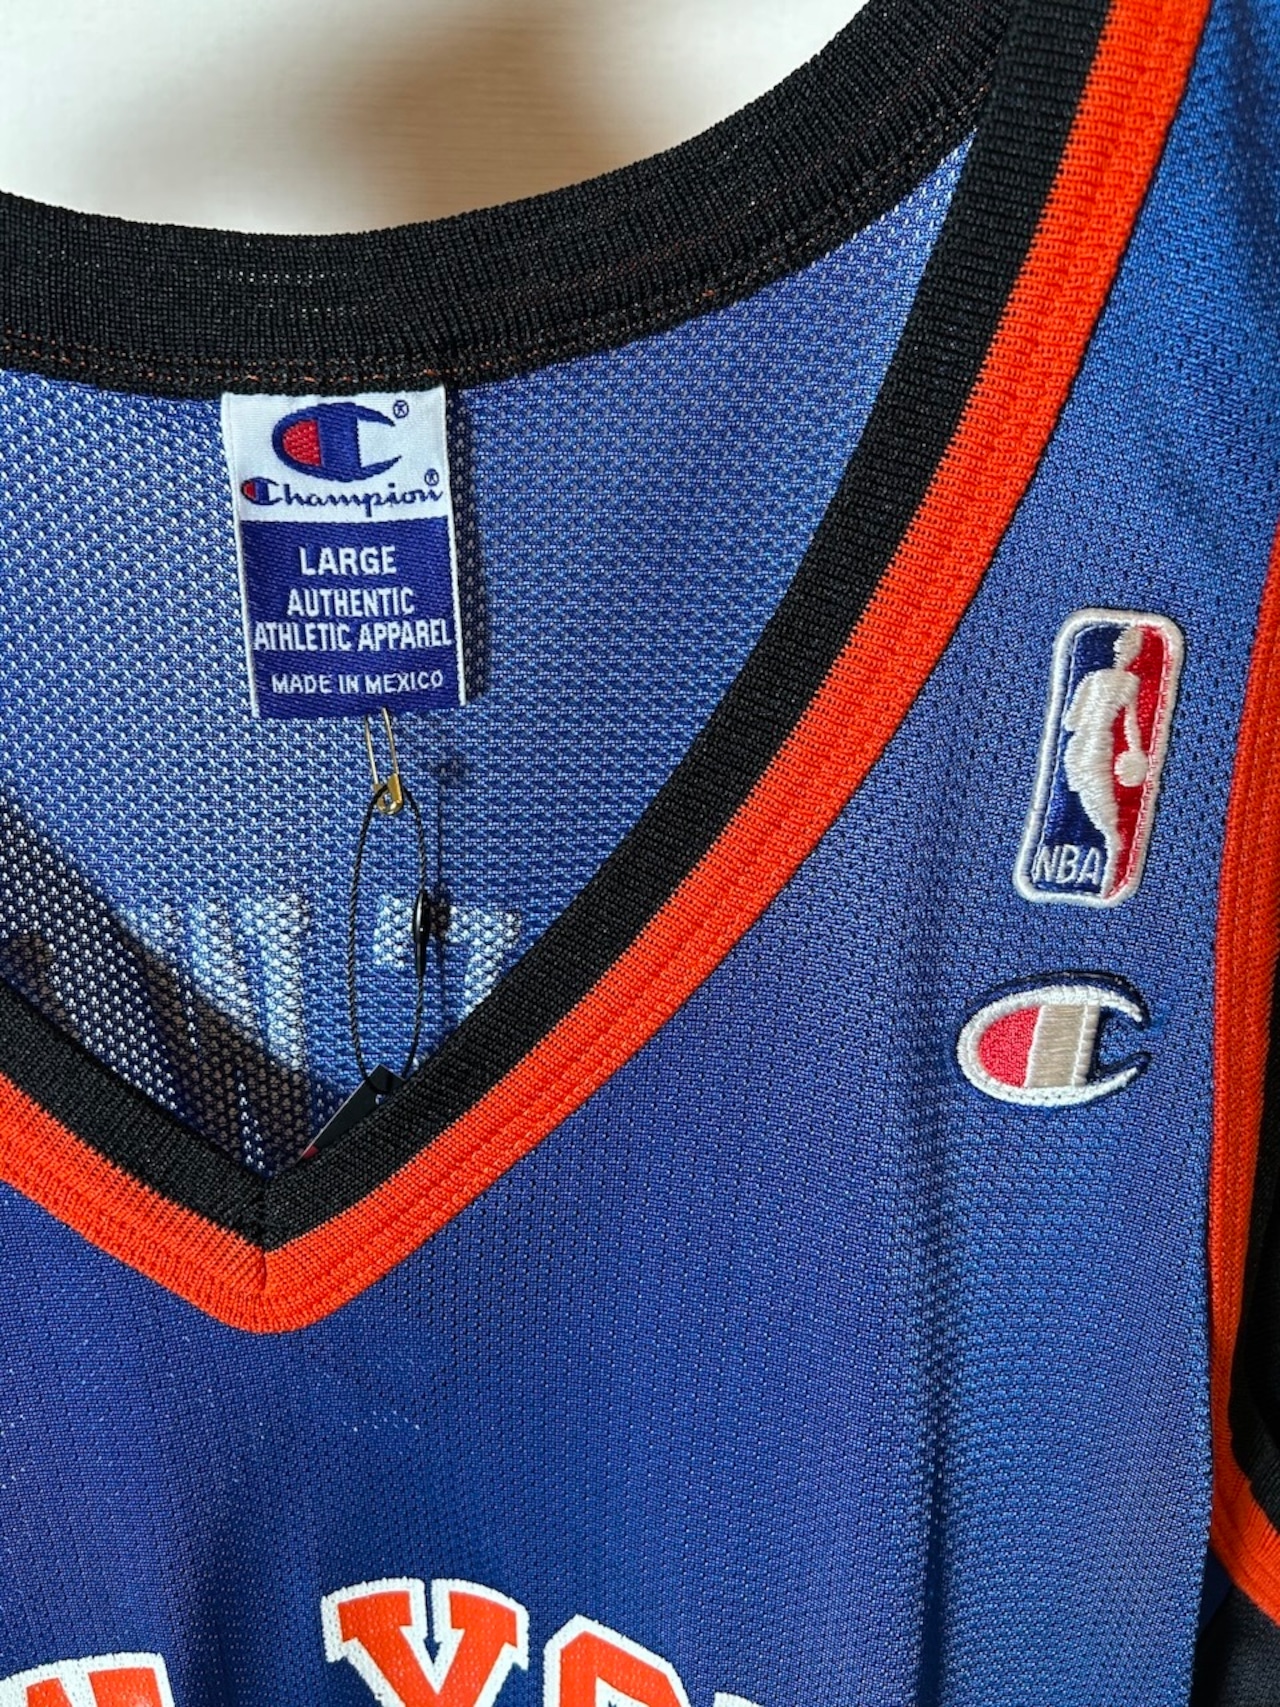 Champion®
LARGE
AUTHENTIC
ATHLETIC APPAREL
MADE IN MEXICO
NBA